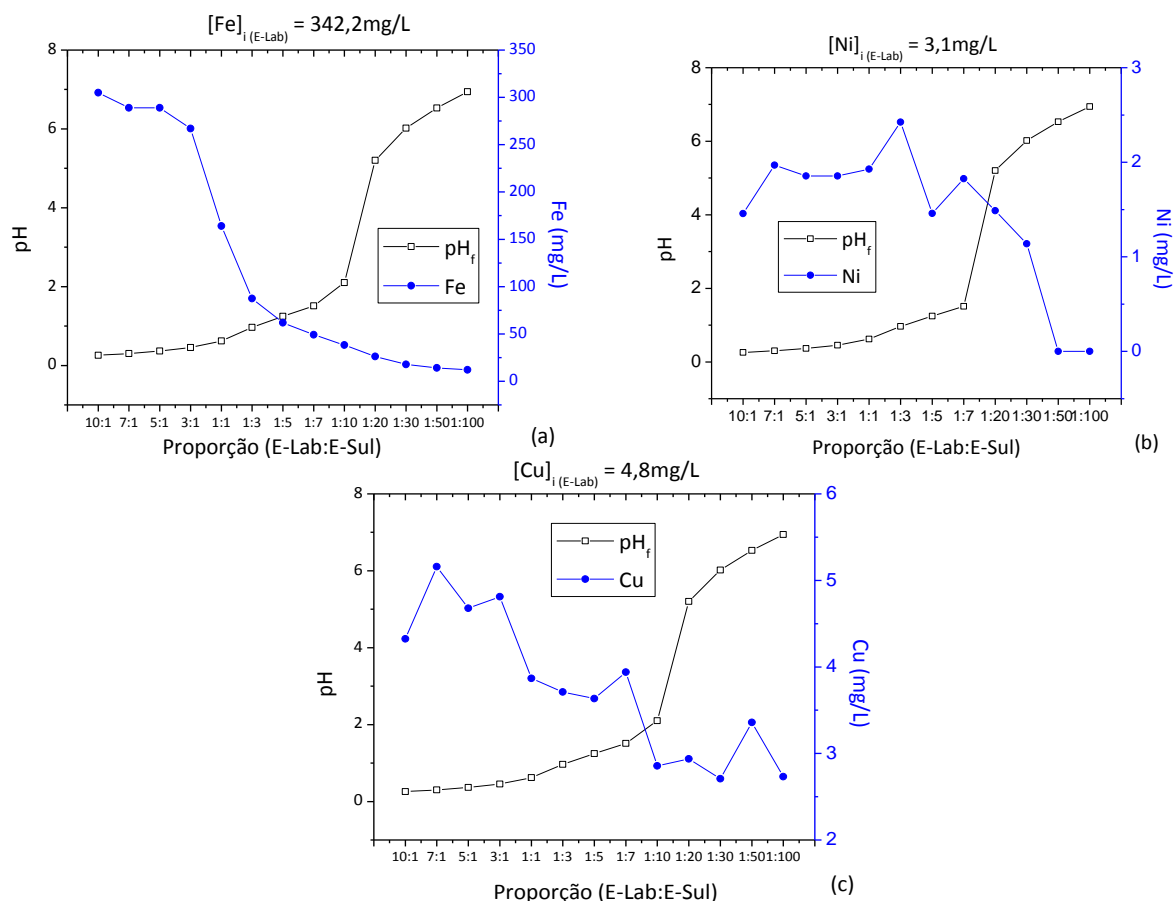 [Fe]i (E-Lab) = 342,2mg/L
8
6
4
2
0
pH
350
300
250
200
150
100
50
0
Fe (mg/L)
pHf
Fe
10:1 7:1 5:1 3:1 1:1 1:3 1:5 1:7 1:10 1:20 1:30 1:50 1:100
Proporção (E-Lab:E-Sul)
(a)
[Ni]i (E-Lab) = 3,1mg/L
8
6
4
2
0
pH
3
2
1
0
Ni (mg/L)
pHf
Ni
10:1 7:1 5:1 3:1 1:1 1:3 1:5 1:7 1:20 1:30 1:50 1:100
Proporção (E-Lab:E-Sul)
(b)
[Cu]i (E-Lab) = 4,8mg/L
8
6
4
2
0
pH
6
5
4
3
2
Cu (mg/L)
pHf
Cu
10:1 7:1 5:1 3:1 1:1 1:3 1:5 1:7 1:10 1:20 1:30 1:50 1:100
Proporção (E-Lab:E-Sul)
(c)